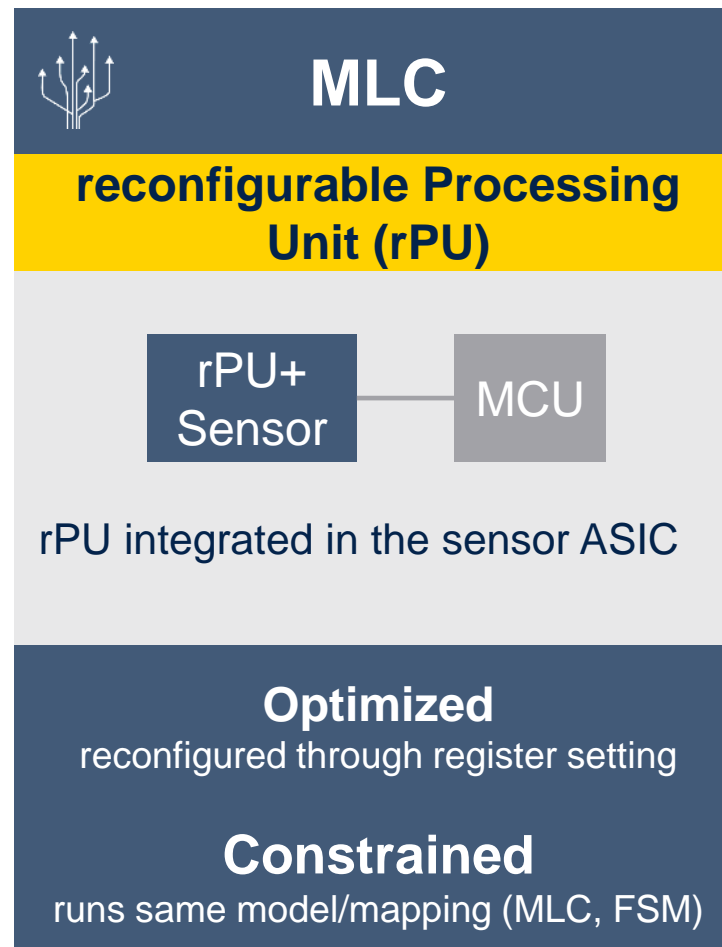 MLC
reconfigurable Processing
Unit (rPU)
rPU+
Sensor
MCU
rPU integrated in the sensor ASIC
Optimized
reconfigured through register setting
Constrained
runs same model/mapping (MLC, FSM)